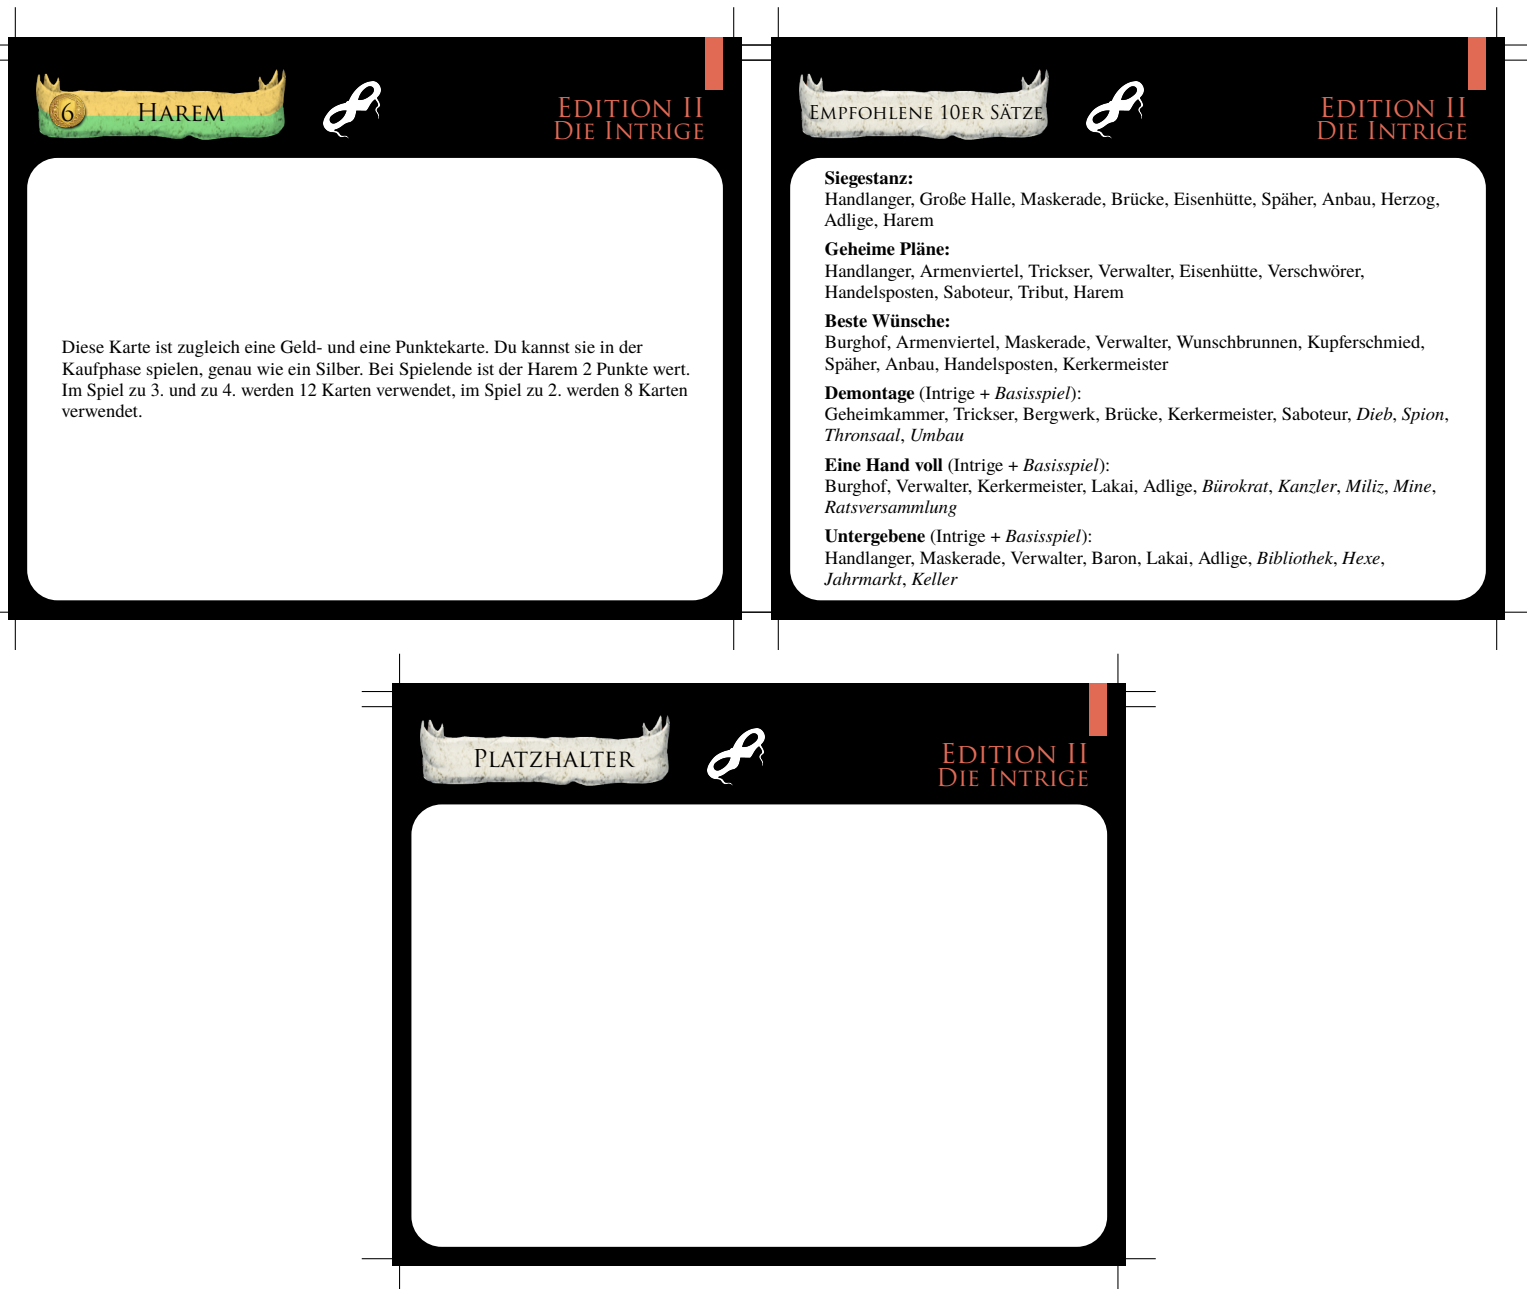 6
HAREM
EDITION II
DIE INTRIGE
Diese Karte ist zugleich eine Geld- und eine Punktekarte. Du kannst sie in der
Kaufphase spielen, genau wie ein Silber. Bei Spielende ist der Harem 2 Punkte wert.
Im Spiel zu 3. und zu 4. werden 12 Karten verwendet, im Spiel zu 2. werden 8 Karten
verwendet.
EMPFOHLENE 10ER SÄTZE
EDITION II
DIE INTRIGE
Siegestanz:
Handlanger, Große Halle, Maskerade, Brücke, Eisenhütte, Späher, Anbau, Herzog,
Adlige, Harem
Geheime Pläne:
Handlanger, Armenviertel, Trickser, Verwalter, Eisenhütte, Verschwörer,
Handelsposten, Saboteur, Tribut, Harem
Beste Wünsche:
Burghof, Armenviertel, Maskerade, Verwalter, Wunschbrunnen, Kupferschmied,
Späher, Anbau, Handelsposten, Kerkermeister
Demontage (Intrige + Basisspiel):
Geheimkammer, Trickser, Bergwerk, Brücke, Kerkermeister, Saboteur, Dieb, Spion,
Thronsaal, Umbau
Eine Hand voll (Intrige + Basisspiel):
Burghof, Verwalter, Kerkermeister, Lakai, Adlige, Bürokrat, Kanzler, Miliz, Mine,
Ratsversammlung
Untergebene (Intrige + Basisspiel):
Handlanger, Maskerade, Verwalter, Baron, Lakai, Adlige, Bibliothek, Hexe,
Jahrmarkt, Keller
PLATZHALTER
EDITION II
DIE INTRIGE